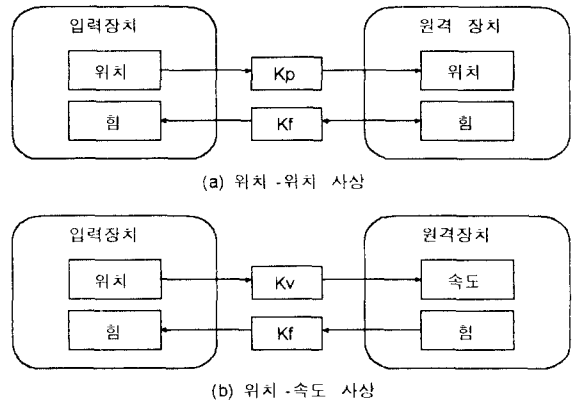 입력장치
원격 장치
위치
Kp
위치
힘
Kf
힘
(a) 위치 -위치 사상
입력장치
원격장치
위치
Kv
속도
힘
Kf
힘
(b) 위치 -속도 사상